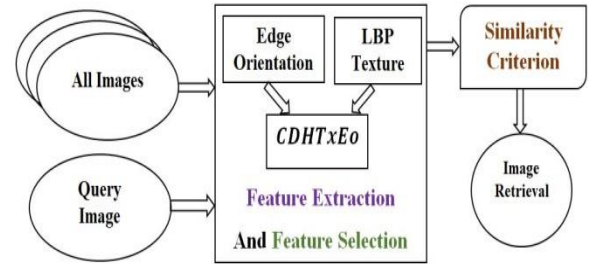 All Images
Query
Image
Edge
Orientation
LBP
Texture
CDHTxEo
Feature Extraction
And Feature Selection
Similarity
Criterion
Image
Retrieval